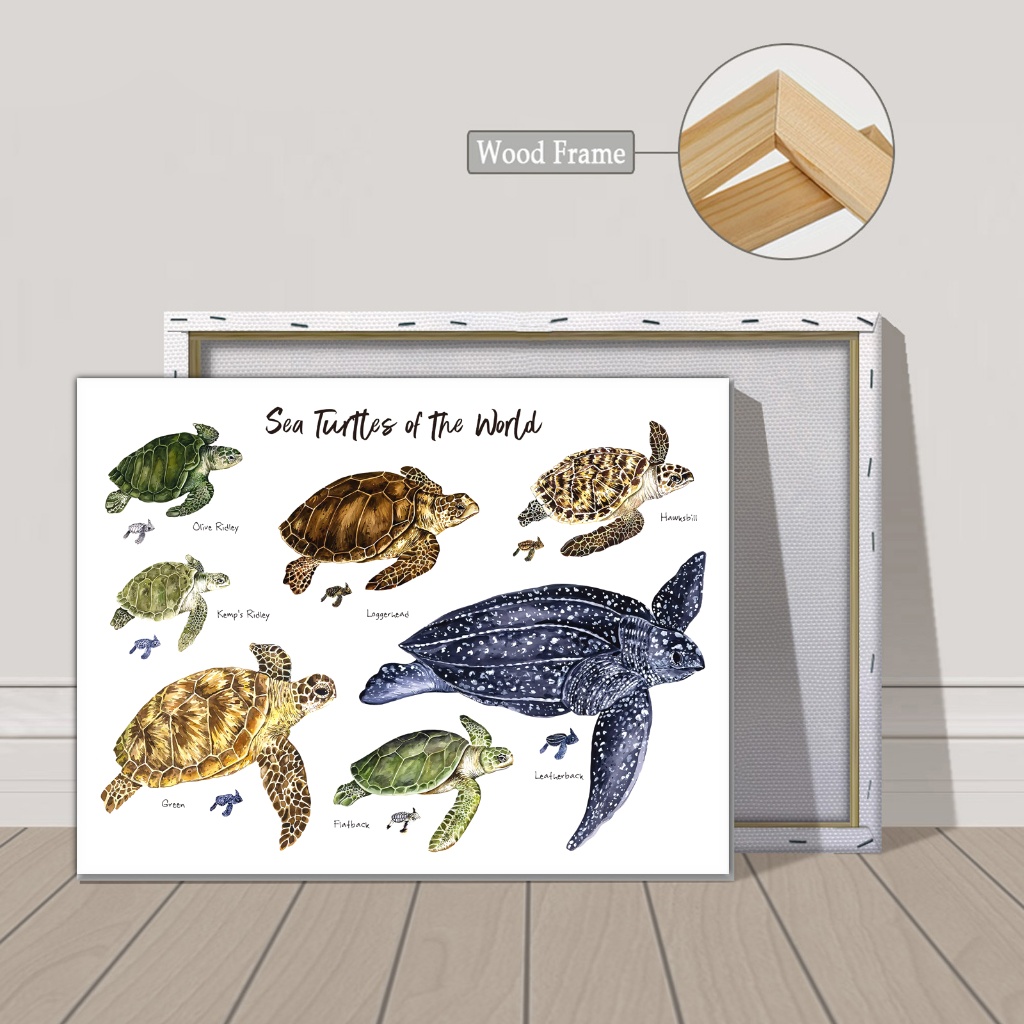 Wood Frame
Sea Turtles of the World
Olive Ridley
Hawksbill
Kemp's Ridley
Loggerhead
Leatherback
Green
Flatback